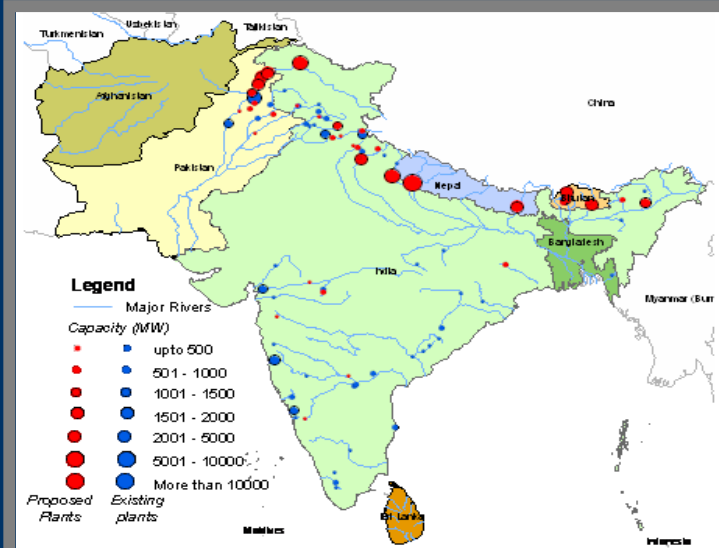 Uzbekistan
Tajikistan
Turkmenistan
Afghanistan
China
Pakistan
Nepal
Bhutan
Bangladesh
India
Myanmar (Burm
Legend
Major Rivers
Capacity (MW)
upto 500
501 - 1000
1001 - 1500
1501 - 2000
2001 - 5000
5001 - 10000
More than 10000
Proposed Plants
Existing plants
Sri Lanka
Maldives
Indonesia